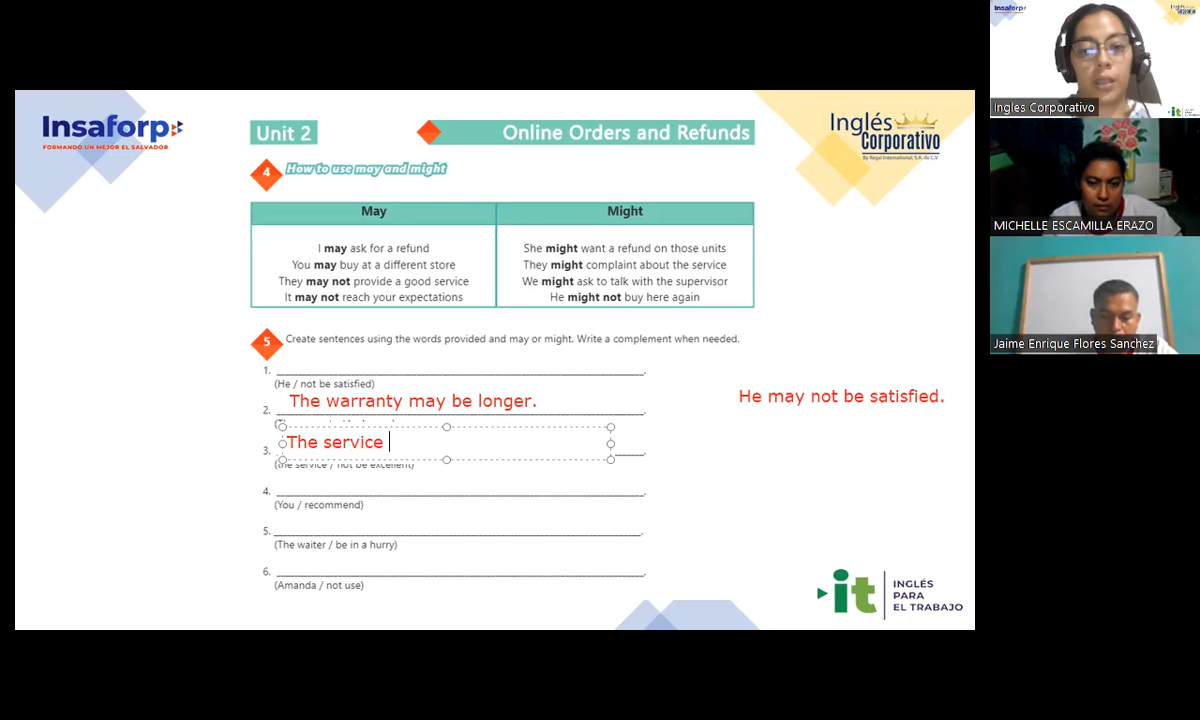 Insaforp
FORMANDO UN MEJOR EL SALVADOR
Unit 2
Online Orders and Refunds
Inglés
Corporativo
By Regal International, S.A. de C.V.
4
How to use may and might
May
Might
I may ask for a refund
She might want a refund on those units
You may buy at a different store
They might complaint about the service
They may not provide a good service
We might ask to talk with the supervisor
It may not reach your expectations
He might not buy here again
5
Create sentences using the words provided and may or might. Write a complement when needed.
1.
(He / not be satisfied)
He may not be satisfied.
2. The warranty may be longer.
3. The service
(the service / not be excellent)
4.
(You / recommend)
5.
(The waiter / be in a hurry)
6.
(Amanda / not use)
it
INGLÉS
PARA
EL TRABAJO
Insaforp
Ingles Corporativo
it
MICHELLE ESCAMILLA ERAZO
Jaime Enrique Flores Sanchez